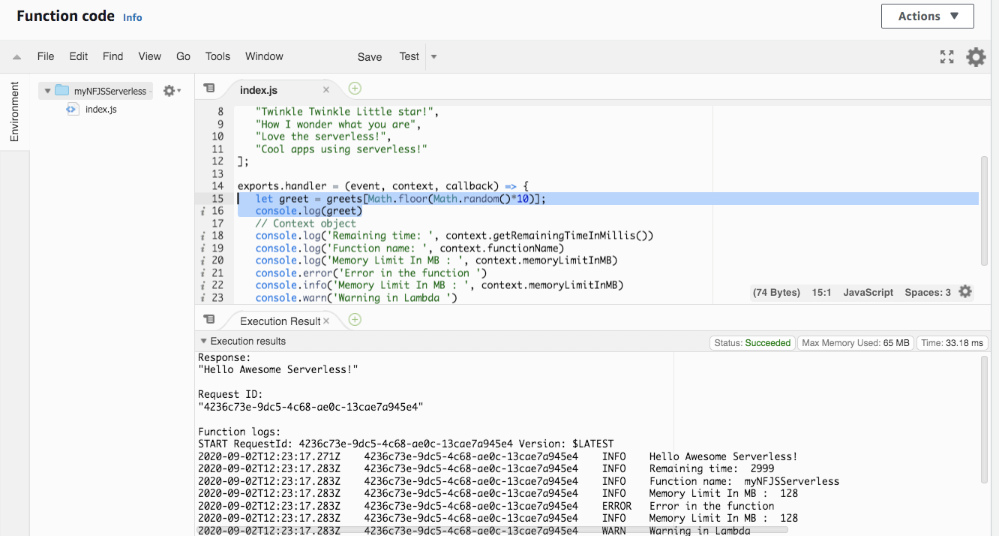 Function code Info
Actions
File Edit Find View Go Tools Window Save Test
Environment
myNFJSServerless
index.js
index.js
8 "Twinkle Twinkle Little star!",
9 "How I wonder what you are",
10 "Love the serverless!",
11 "Cool apps using serverless!"
12 ];
13
14 exports.handler = (event, context, callback) => {
15 let greet = greets[Math.floor(Math.random()*10)];
16 console.log(greet)
17 // Context object
18 console.log('Remaining time: ', context.getRemainingTimeInMillis())
19 console.log('Function name: ', context.functionName)
20 console.log('Memory Limit In MB : ', context.memoryLimitInMB)
21 console.error('Error in the function ')
22 console.info('Memory Limit In MB : ', context.memoryLimitInMB)
23 console.warn('Warning in Lambda ')
(74 Bytes) 15:1 JavaScript Spaces: 3
Execution Result
Execution results
Status: Succeeded Max Memory Used: 65 MB Time: 33.18 ms
Response:
"Hello Awesome Serverless!"
Request ID:
"4236c73e-9dc5-4c68-ae0c-13cae7a945e4"
Function logs:
START RequestId: 4236c73e-9dc5-4c68-ae0c-13cae7a945e4 Version: $LATEST
2020-09-02T12:23:17.271Z 4236c73e-9dc5-4c68-ae0c-13cae7a945e4 INFO Hello Awesome Serverless!
2020-09-02T12:23:17.283Z 4236c73e-9dc5-4c68-ae0c-13cae7a945e4 INFO Remaining time: 2999
2020-09-02T12:23:17.283Z 4236c73e-9dc5-4c68-ae0c-13cae7a945e4 INFO Function name: myNFJSServerless
2020-09-02T12:23:17.283Z 4236c73e-9dc5-4c68-ae0c-13cae7a945e4 INFO Memory Limit In MB : 128
2020-09-02T12:23:17.283Z 4236c73e-9dc5-4c68-ae0c-13cae7a945e4 ERROR Error in the function
2020-09-02T12:23:17.283Z 4236c73e-9dc5-4c68-ae0c-13cae7a945e4 INFO Memory Limit In MB : 128
2020-09-02T12:23:17.283Z 4236c73e-9dc5-4c68-ae0c-13cae7a945e4 WARN Warning in Lambda